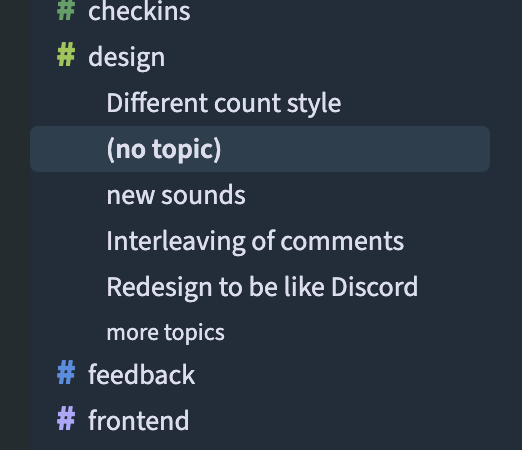 # checkins
# design
Different count style
(no topic)
new sounds
Interleaving of comments
Redesign to be like Discord
more topics
# feedback
# frontend